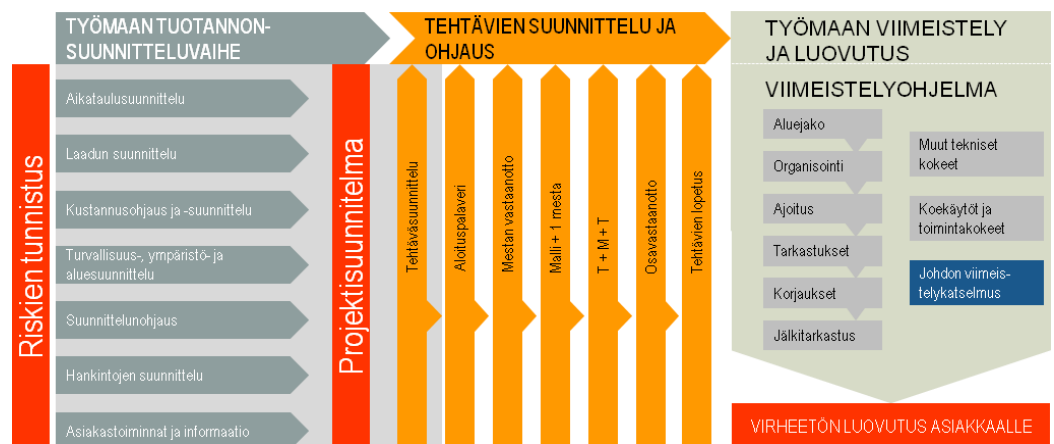 TYÖMAAN TUOTANNON-
SUUNNITTELUVAIHE
Riskien tunnistus
Aikataulusuunnittelu
Laadun suunnittelu
Kustannusohjaus ja -suunnittelu
Turvallisuus-, ympäristö- ja
aluesuunnittelu
Suunnittelunohjaus
Hankintojen suunnittelu
Asiakastoiminnat ja informaatio
Projektisuunnitelma
TEHTÄVIEN SUUNNITTELU JA
OHJAUS
Tehtäväsuunnittelu
Aloituspalaveri
Mestan vastaanotto
Malli + 1 mesta
T + M + T
Osavastaanotto
Tehtävien lopetus
TYÖMAAN VIIMEISTELY
JA LUOVUTUS
VIIMEISTELYOHJELMA
Aluejako
Organisointi
Ajoitus
Tarkastukset
Korjaukset
Jälkitarkastus
Muut tekniset
kokeet
Koekäytöt ja
toimintakokeet
Johdon viimeis-
telykatselmus
VIRHEETÖN LUOVUTUS ASIAKKAALLE